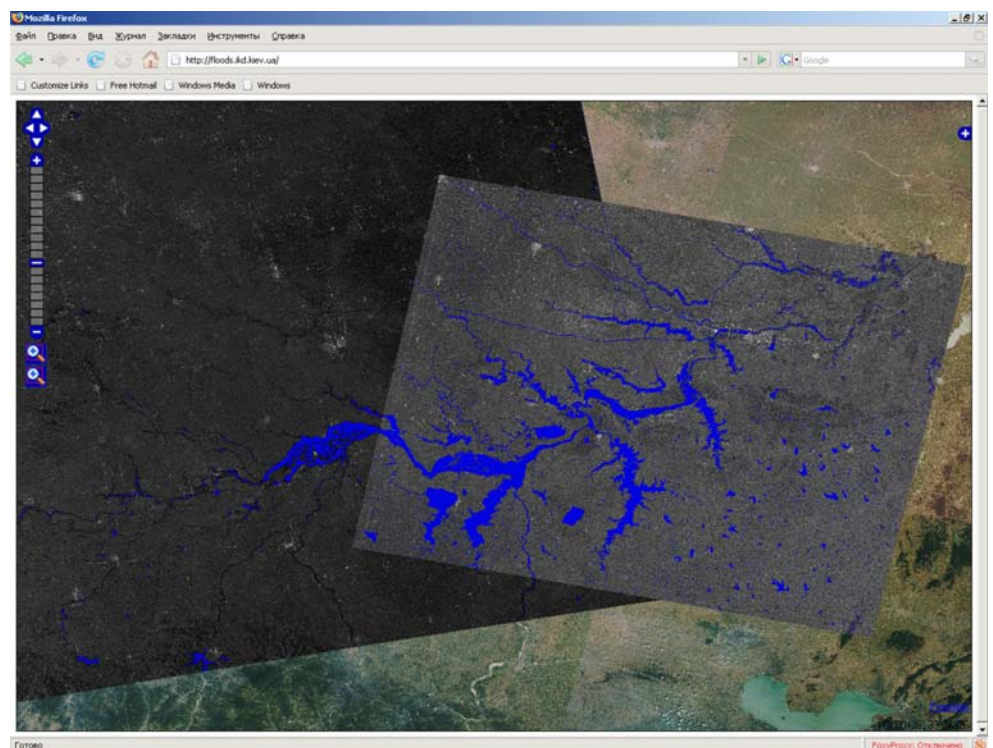 Mozilla Firefox
Файл Правка Вид Журнал Закладки Инструменты Справка
http://floods.ikd.kiev.ua/
Google
Customize Links Free Hotmail Windows Media Windows
Готово
FoxyProxy: Отключено